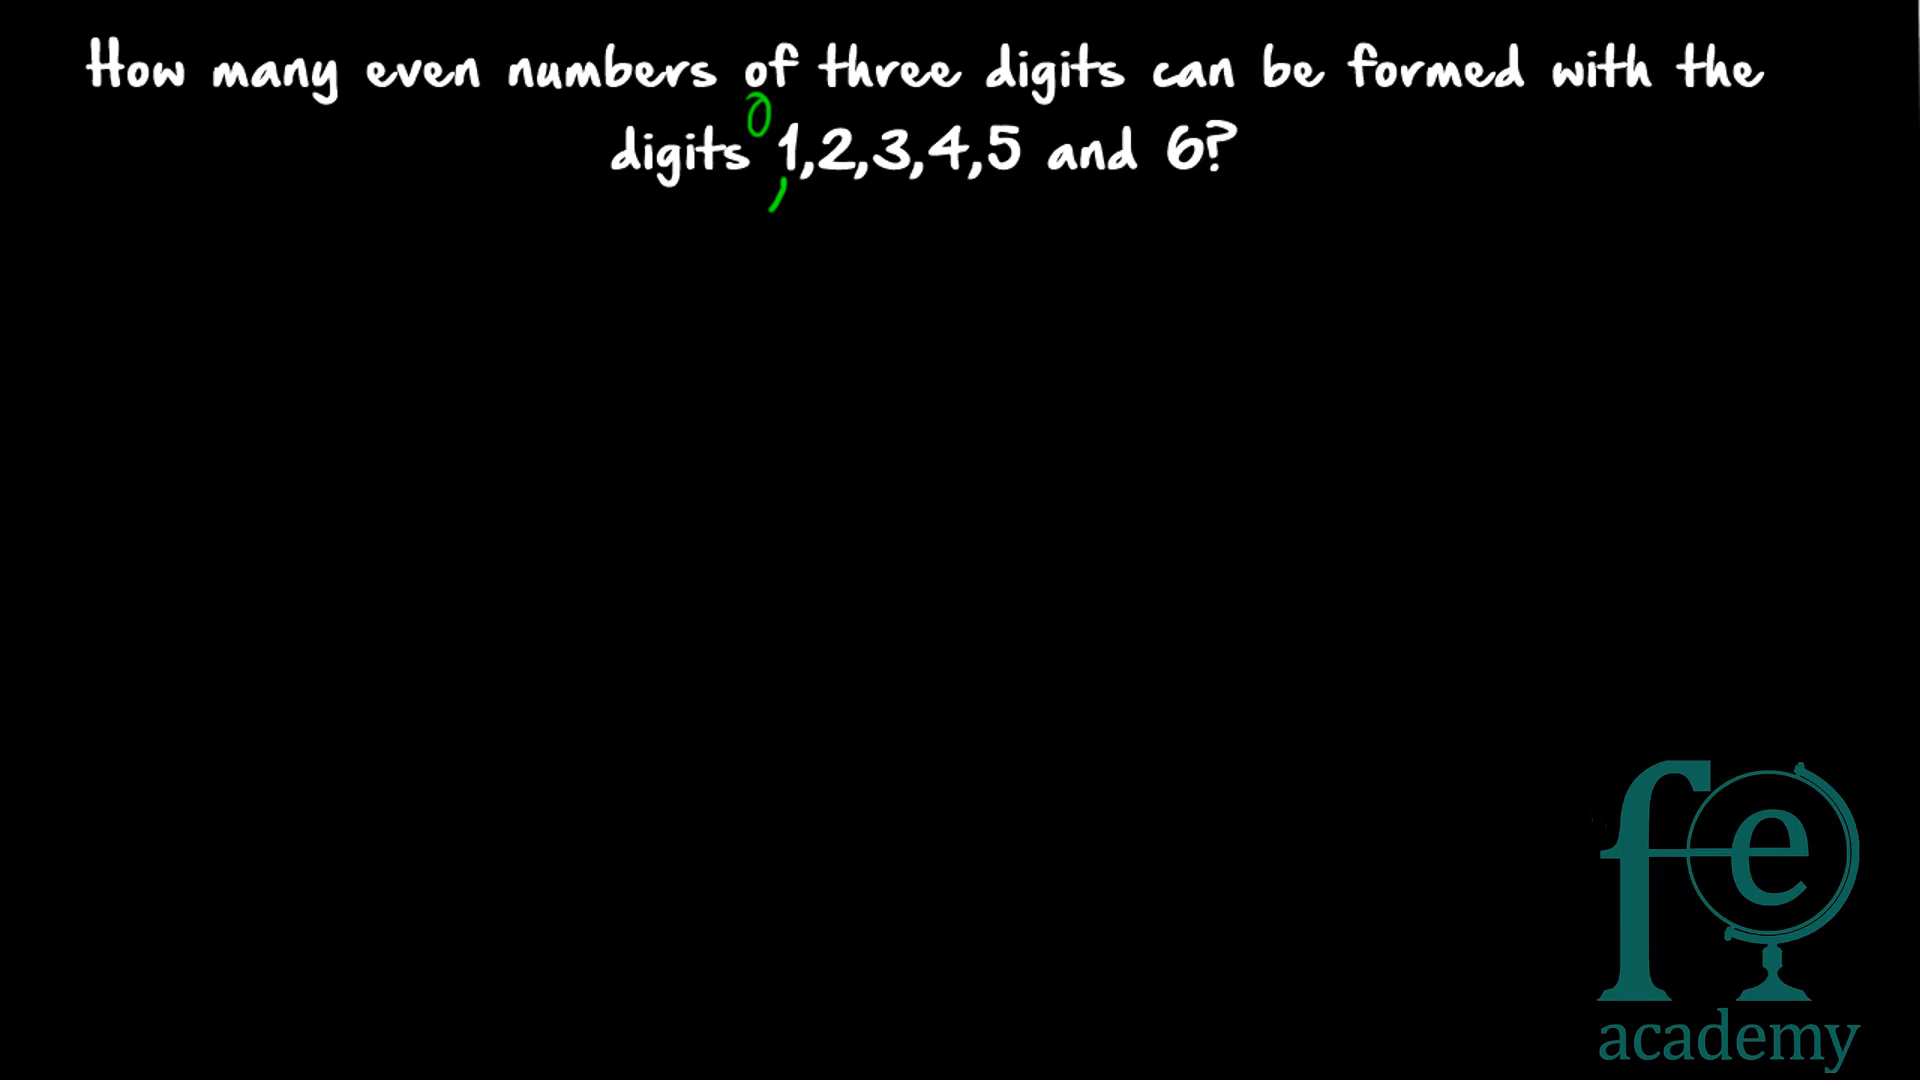 How many even numbers of three digits can be formed with the
digits 0, 1,2,3,4,5 and 6?
fe
academy